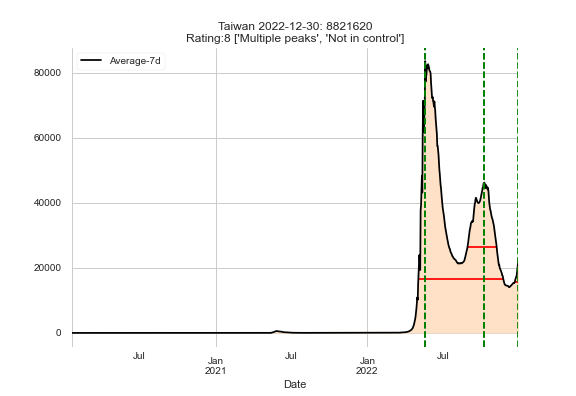 Taiwan 2022-12-30: 8821620
Rating:8 ['Multiple peaks', 'Not in control']
Average-7d
80000
60000
40000
20000
0
Jul
Jan
2021
Jul
Jan
2022
Jul
Date